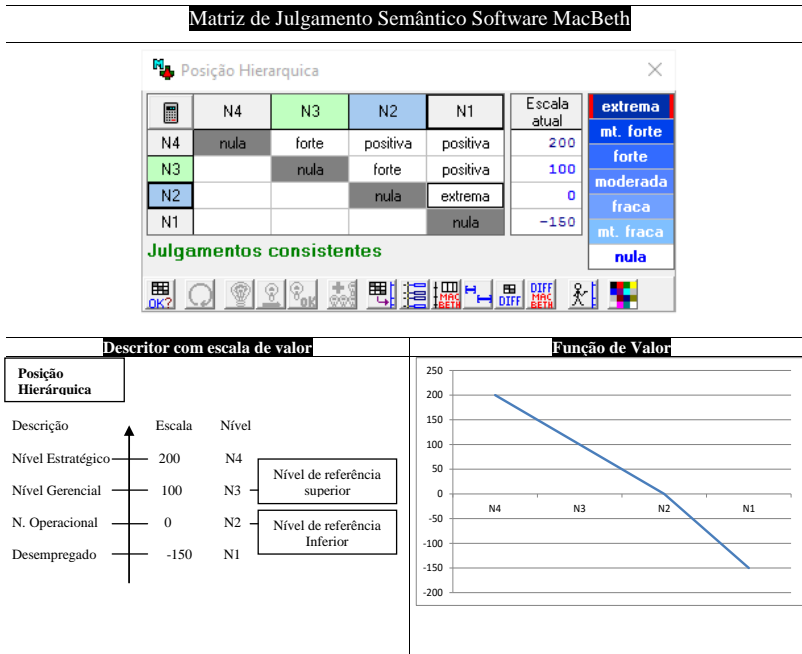 Matriz de Julgamento Semântico Software MacBeth
Posição Hierarquica
N4 N3 N2 N1 Escala atual
N4 nula forte positiva positiva 200
N3 nula forte positiva 100
N2 nula extrema 0
N1 nula -150
extrema
mt. forte
forte
moderada
fraca
mt. fraca
nula
Julgamentos consistentes
OK? OK MAC BETH DIFF DIFF MAC BETH
Descritor com escala de valor
Função de Valor
Posição
Hierárquica
Descrição Escala Nível
Nível Estratégico 200 N4
Nível Gerencial 100 N3
N. Operacional 0 N2
Desempregado -150 N1
Nível de referência
superior
Nível de referência
Inferior
250
200
150
100
50
0
-50
-100
-150
-200
N4 N3 N2 N1